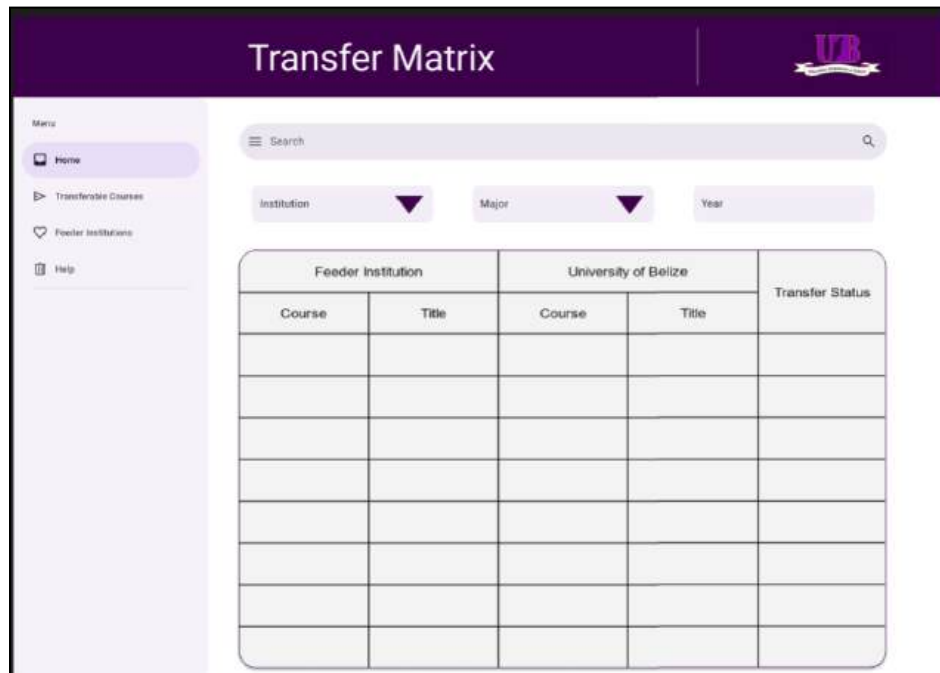 Transfer Matrix
UB
Menu
Home
Transferable Courses
Feeder Institutions
Help
Search
Institution
Major
Year
Feeder Institution
University of Belize
Transfer Status
Course
Title
Course
Title